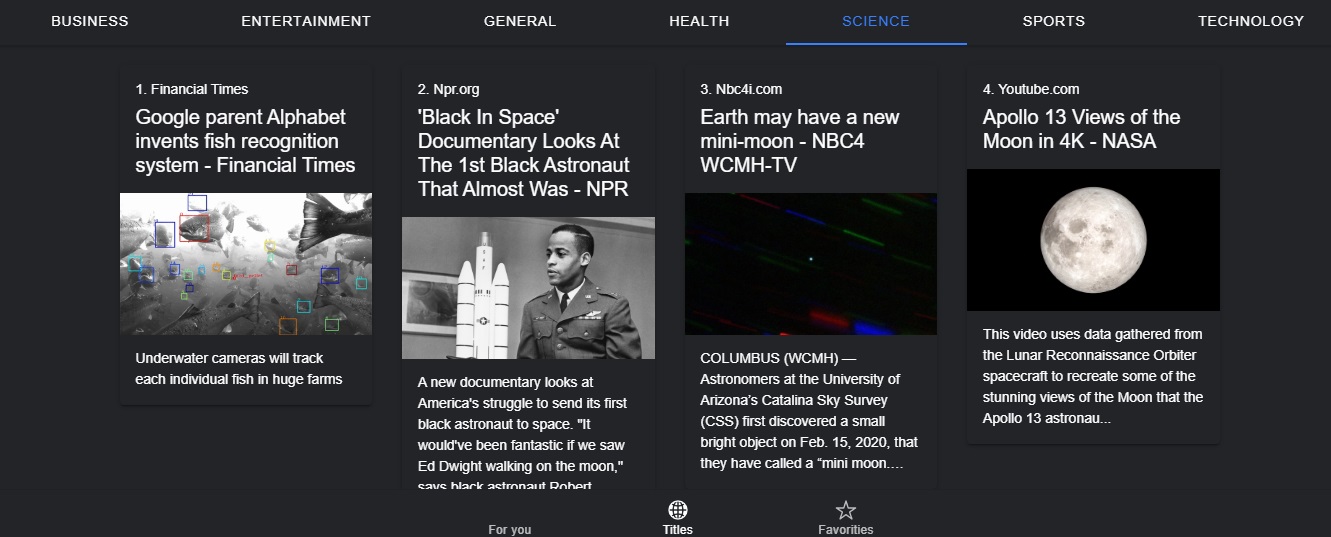 BUSINESS ENTERTAINMENT GENERAL HEALTH SCIENCE SPORTS TECHNOLOGY
1. Financial Times
Google parent Alphabet
invents fish recognition
system - Financial Times
Underwater cameras will track
each individual fish in huge farms
2. Npr.org
'Black In Space'
Documentary Looks At
The 1st Black Astronaut
That Almost Was - NPR
A new documentary looks at
America's struggle to send its first
black astronaut to space. "It
would've been fantastic if we saw
Ed Dwight walking on the moon,"
says black astronaut Robert
3. Nbc4i.com
Earth may have a new
mini-moon - NBC4
WCMH-TV
COLUMBUS (WCMH) —
Astronomers at the University of
Arizona’s Catalina Sky Survey
(CSS) first discovered a small
bright object on Feb. 15, 2020, that
they have called a “mini moon.…
4. Youtube.com
Apollo 13 Views of the
Moon in 4K - NASA
This video uses data gathered from
the Lunar Reconnaissance Orbiter
spacecraft to recreate some of the
stunning views of the Moon that the
Apollo 13 astronau...
For you Titles Favorities